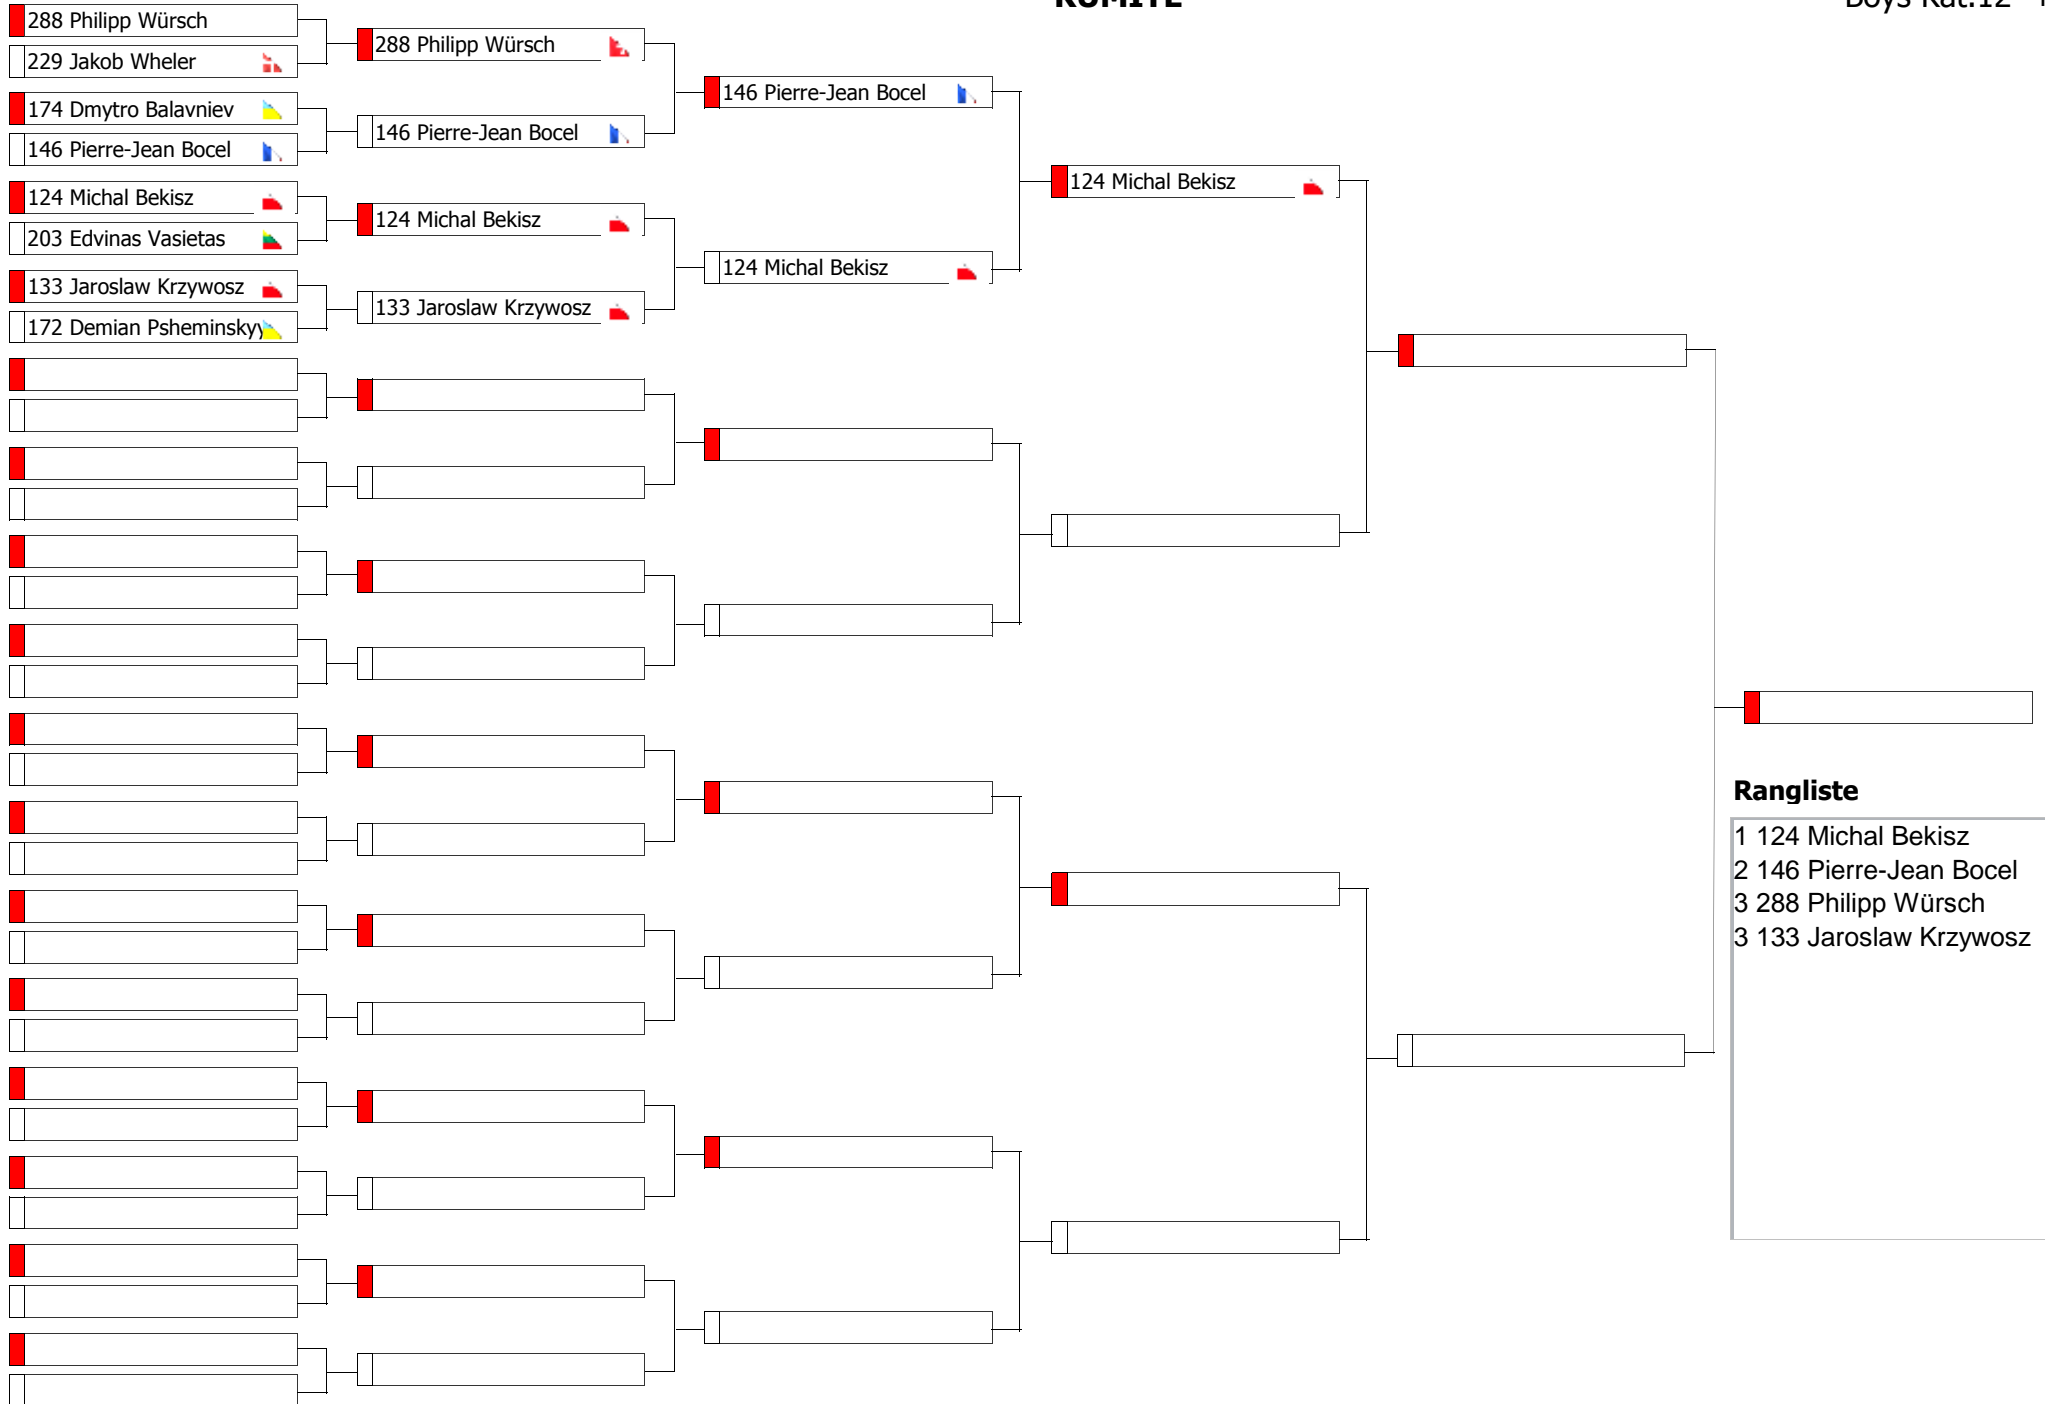 KUMITE
Boys Kat.12
288 Philipp Würsch
229 Jakob Wheler
174 Dmytro Balavniev
146 Pierre-Jean Bocel
124 Michal Bekisz
203 Edvinas Vasietas
133 Jaroslaw Krzywosz
172 Demian Psheminskyy
288 Philipp Würsch
146 Pierre-Jean Bocel
124 Michal Bekisz
133 Jaroslaw Krzywosz
146 Pierre-Jean Bocel
124 Michal Bekisz
124 Michal Bekisz
Rangliste
1 124 Michal Bekisz
2 146 Pierre-Jean Bocel
3 288 Philipp Würsch
3 133 Jaroslaw Krzywosz